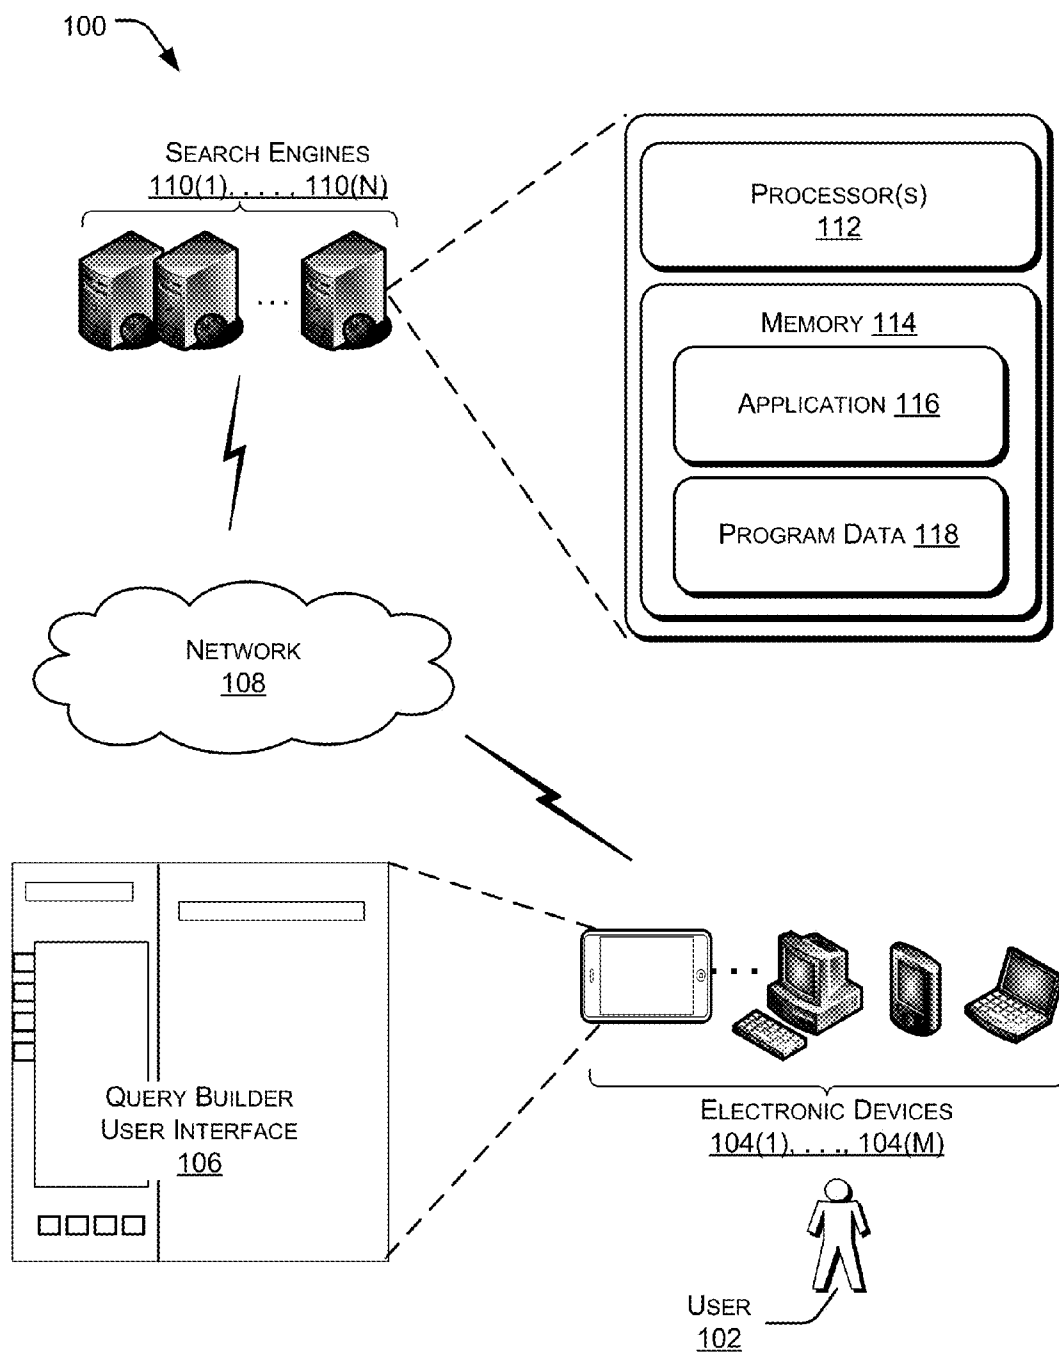 100
SEARCH ENGINES
110(1), . . . . , 110(N)
. . .
PROCESSOR(S)
112
MEMORY 114
APPLICATION 116
PROGRAM DATA 118
NETWORK
108
. . .
QUERY BUILDER
USER INTERFACE
106
ELECTRONIC DEVICES
104(1), . . . ., 104(M)
USER
102